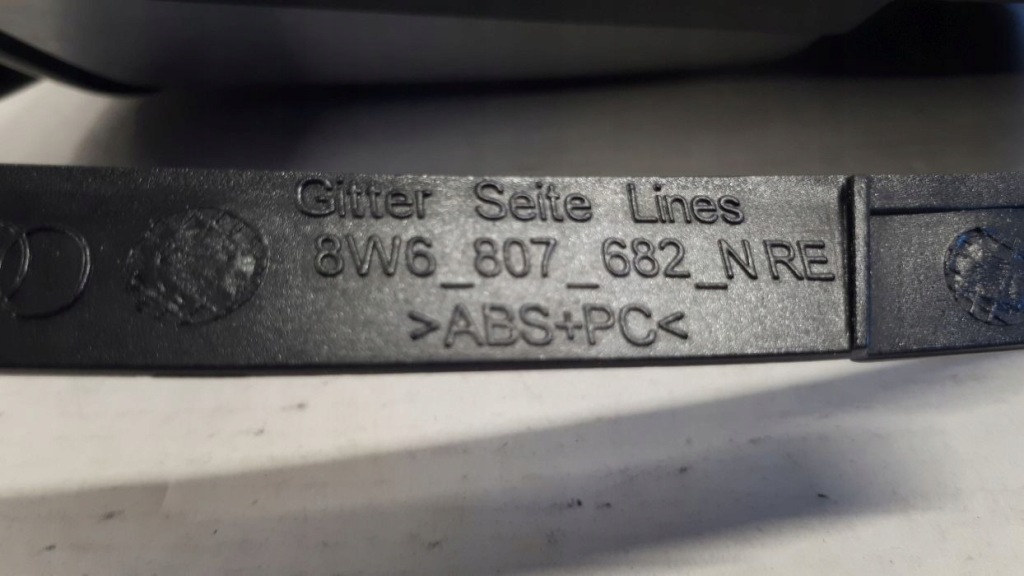 Gitter Seite Lines
8W6_807_682_N RE
>ABS+PC<